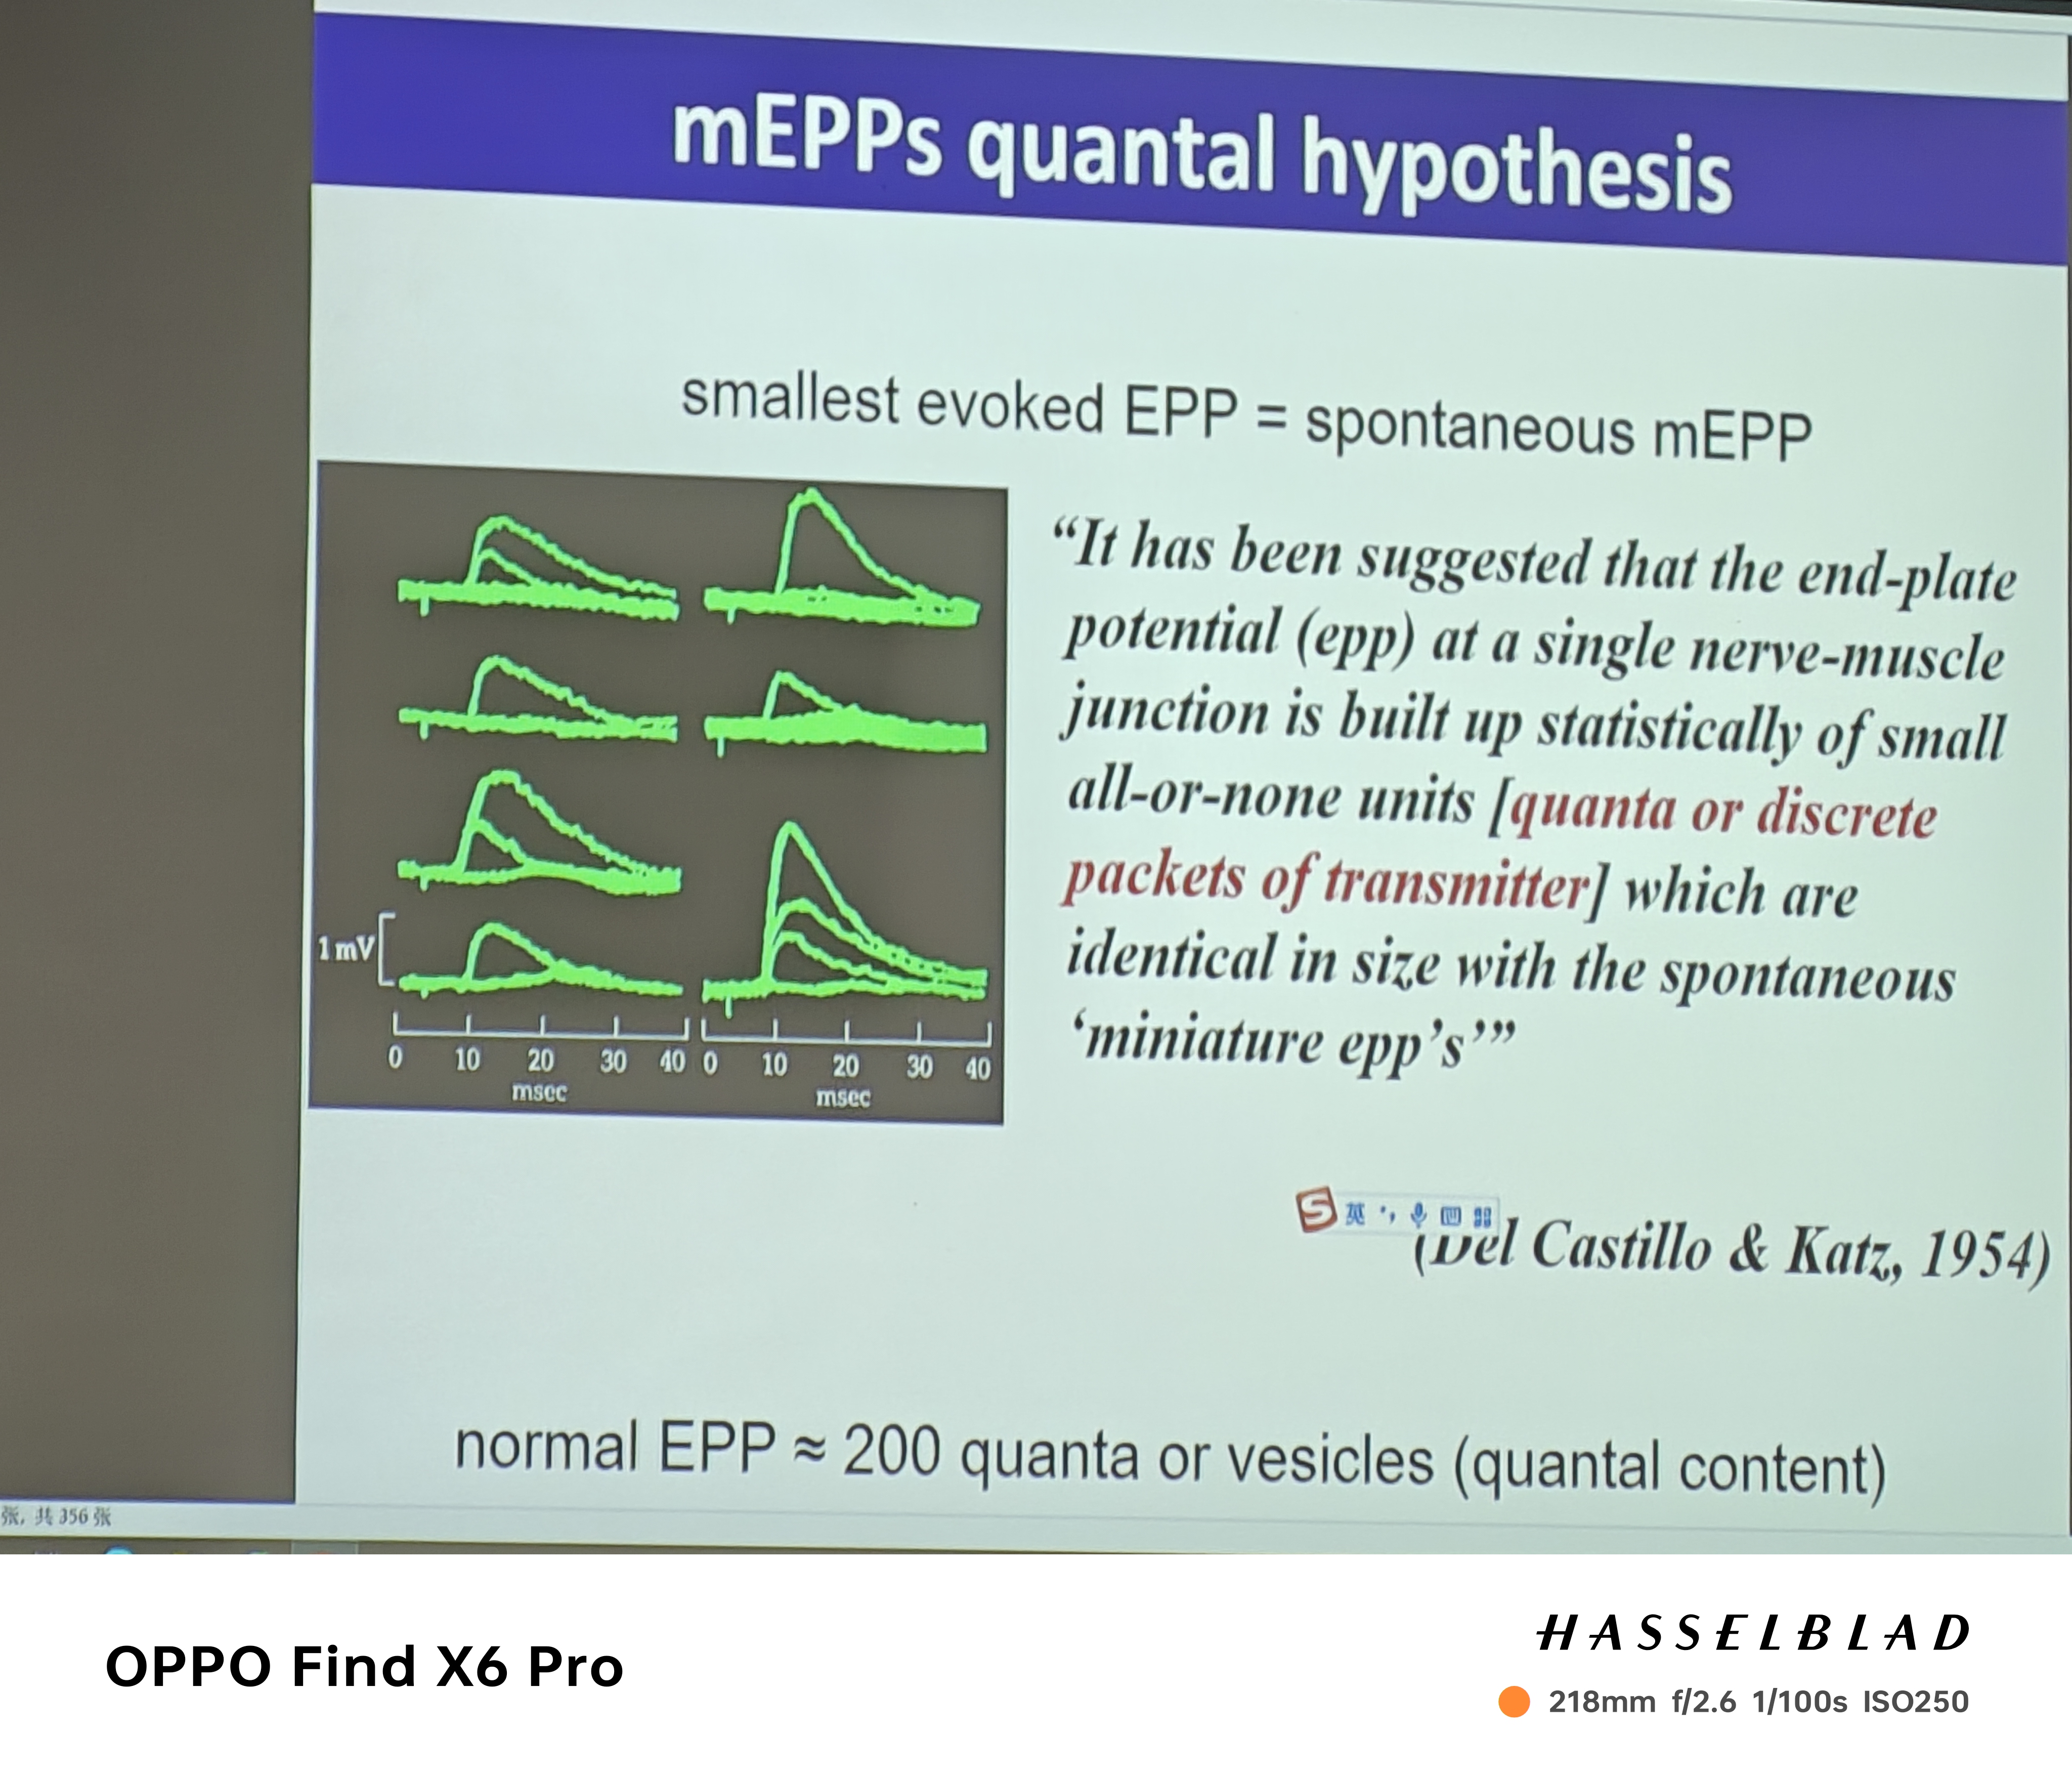 mEPPs quantal hypothesis
smallest evoked EPP = spontaneous mEPP
“It has been suggested that the end-plate
potential (epp) at a single nerve-muscle
junction is built up statistically of small
all-or-none units [quanta or discrete
packets of transmitter] which are
identical in size with the spontaneous
‘miniature epp’s’”
1 mV
0 10 20 30 40 0 10 20 30 40
msec msec
S 英
(Del Castillo & Katz, 1954)
normal EPP ≈ 200 quanta or vesicles (quantal content)
张, 共 356 张
OPPO Find X6 Pro
HASSELBLAD
218mm f/2.6 1/100s ISO250